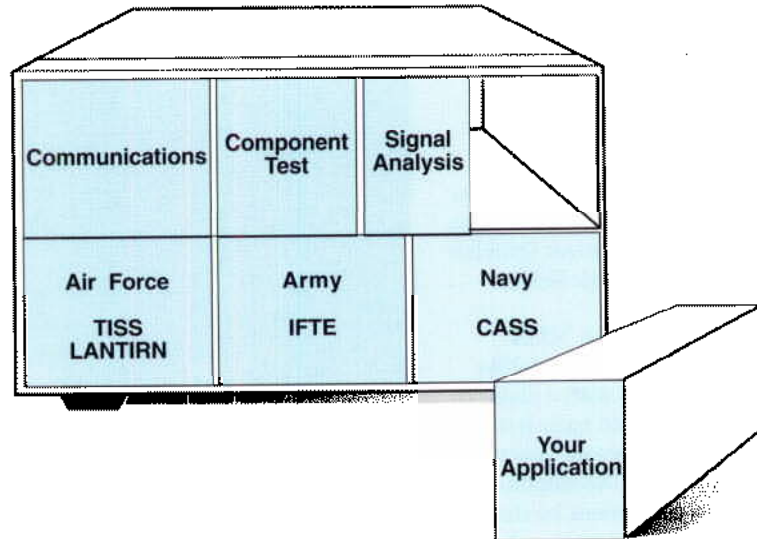 Communications
Component
Test
Signal
Analysis
Air Force
TISS
LANTIRN
Army
IFTE
Navy
CASS
Your
Application